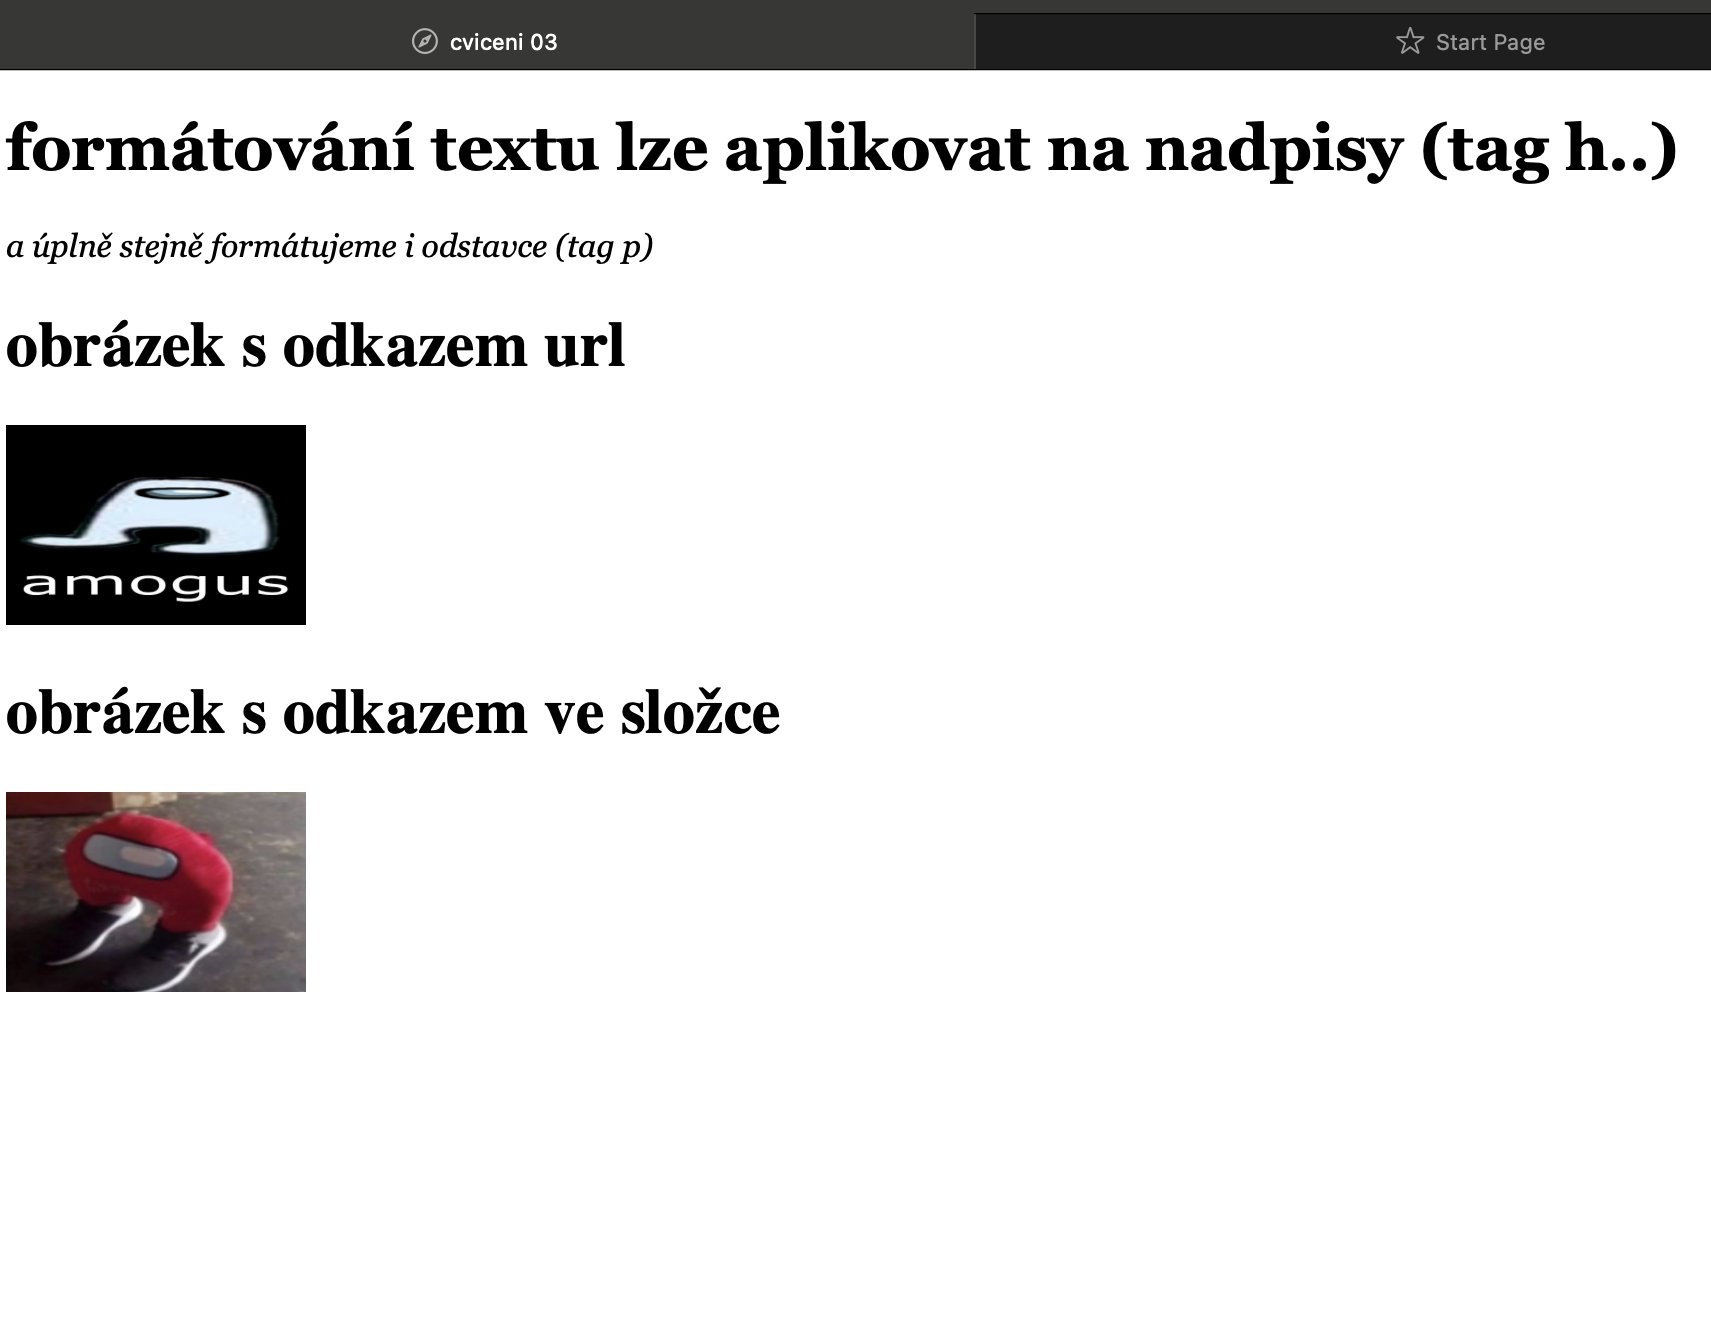 cviceni 03
Start Page
formátování textu lze aplikovat na nadpisy (tag h..)
a úplně stejně formátujeme i odstavce (tag p)
obrázek s odkazem url
amogus
obrázek s odkazem ve složce